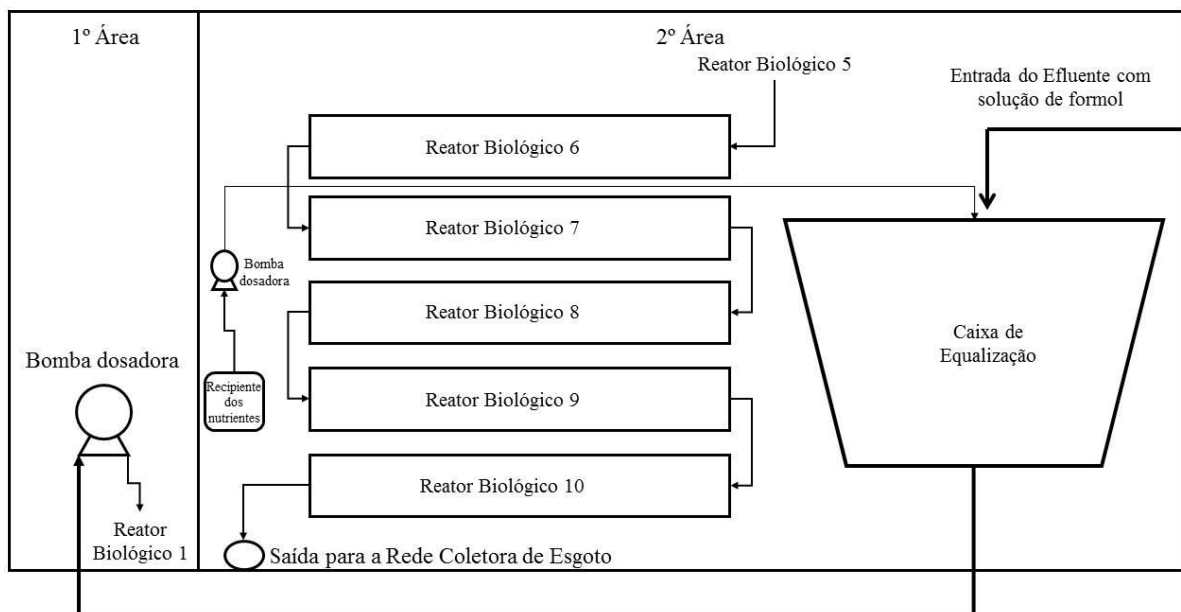 1º Área
2º Área
Reator Biológico 5
Entrada do Efluente com
solução de formol
Reator Biológico 6
Reator Biológico 7
Bomba
dosadora
Reator Biológico 8
Caixa de
Equalização
Bomba dosadora
Recipiente
dos
nutrientes
Reator Biológico 9
Reator Biológico 10
Reator
Biológico 1
Saída para a Rede Coletora de Esgoto